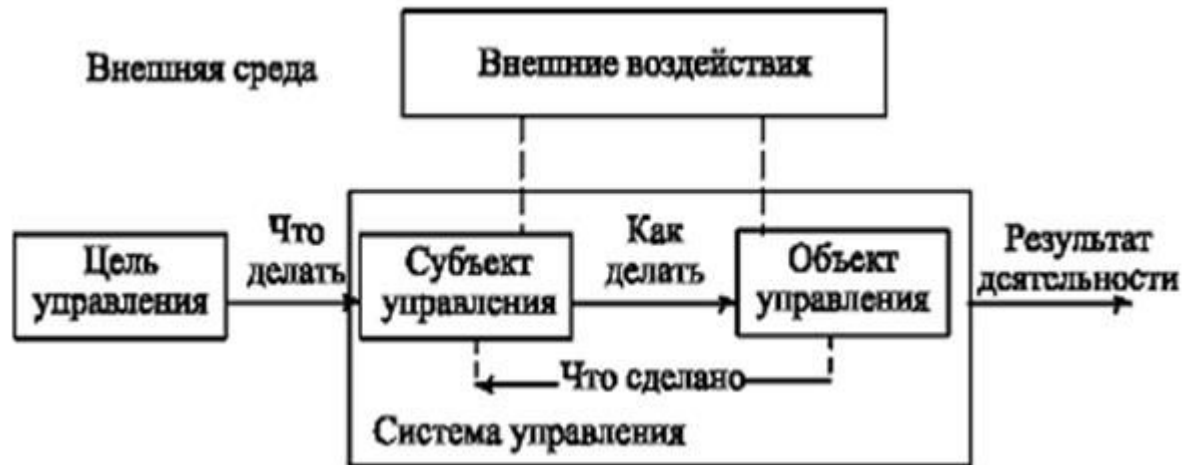 Внешняя среда
Внешние воздействия
Цель
управления
Что
делать
Субъект
управления
Как
делать
Объект
управления
Результат
деятельности
Что сделано
Система управления